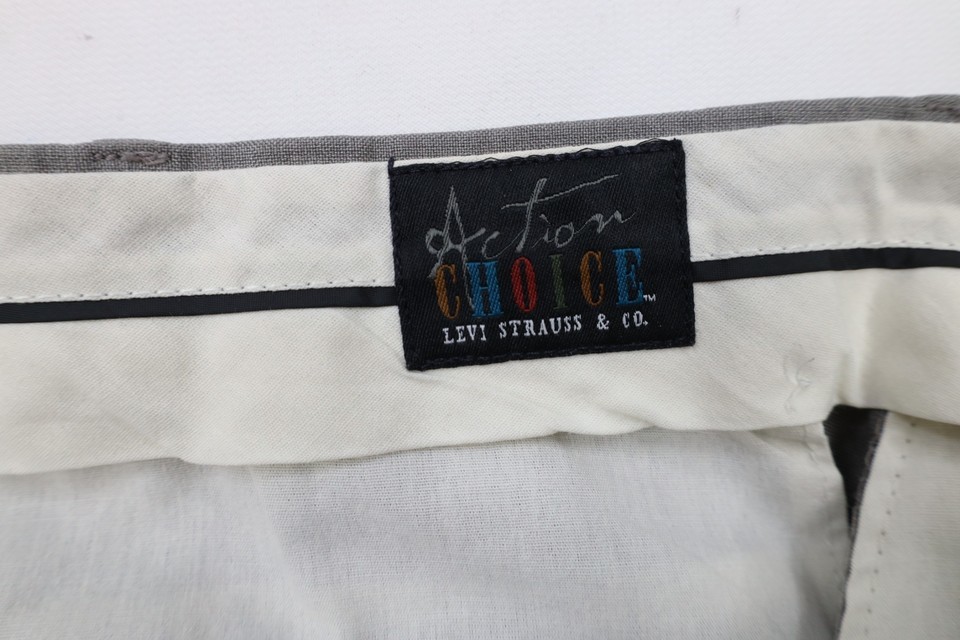 Action
CHOICE™
LEVI STRAUSS & CO.